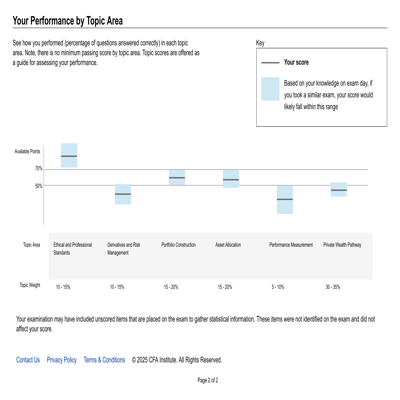 Your Performance by Topic Area
See how you performed (percentage of questions answered correctly) in each topic
area. Note, there is no minimum passing score by topic area. Topic scores are offered as
a guide for assessing your performance.
Key
Your score
Based on your knowledge on exam day, if
you took a similar exam, your score would
likely fall within this range
Available Points
70%
50%
Topic Area
Ethical and Professional
Standards
Derivatives and Risk
Management
Portfolio Construction
Asset Allocation
Performance Measurement
Private Wealth Pathway
Topic Weight
10 - 15%
10 - 15%
15 - 20%
15 - 20%
5 - 10%
30 - 35%
Your examination may have included unscored items that are placed on the exam to gather statistical information. These items were not identified on the exam and did not
affect your score.
Contact Us Privacy Policy Terms & Conditions © 2025 CFA Institute. All Rights Reserved.
Page 2 of 2